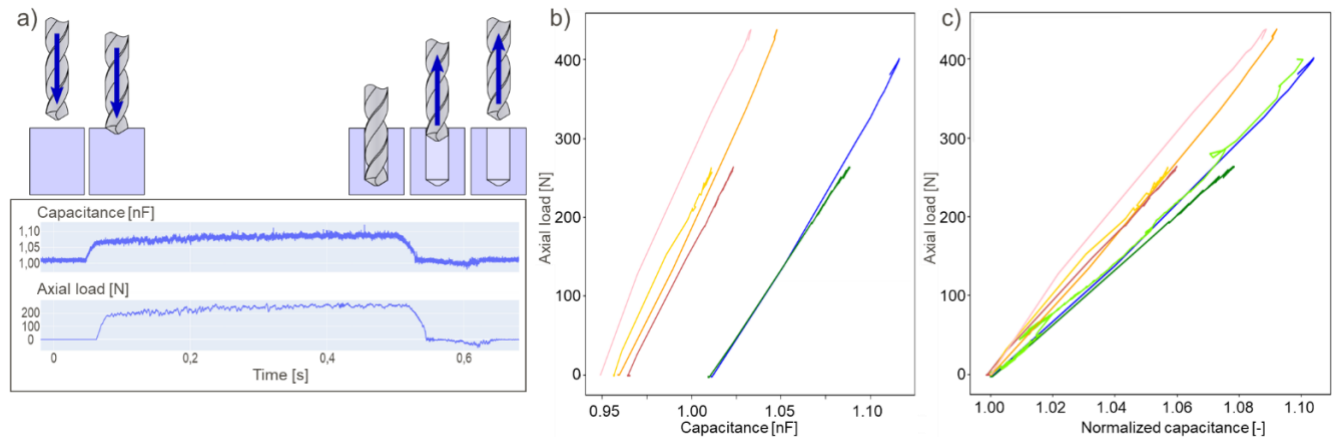 a)
Capacitance [nF]
1,10
1,05
1,00
Axial load [N]
200
100
0
0 0,2 0,4 0,6
Time [s]
b)
Axial load [N]
400
300
200
100
0
0.95 1.00 1.05 1.10
Capacitance [nF]
c)
Axial load [N]
400
300
200
100
0
1.00 1.02 1.04 1.06 1.08 1.10
Normalized capacitance [-]